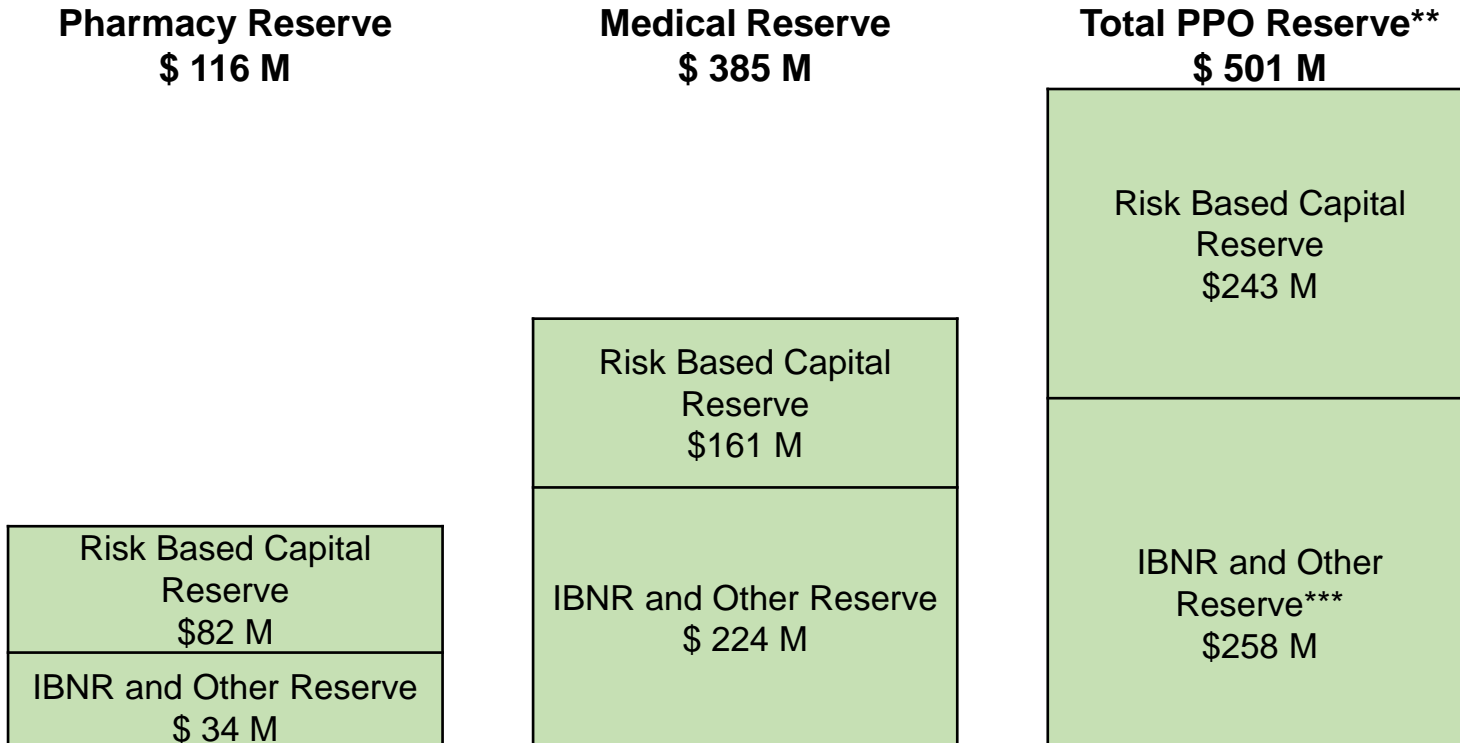 Pharmacy Reserve
$ 116 M
Risk Based Capital
Reserve
$82 M
IBNR and Other Reserve
$ 34 M
Medical Reserve
$ 385 M
Risk Based Capital
Reserve
$161 M
IBNR and Other Reserve
$ 224 M
Total PPO Reserve**
$ 501 M
Risk Based Capital
Reserve
$243 M
IBNR and Other
Reserve***
$258 M